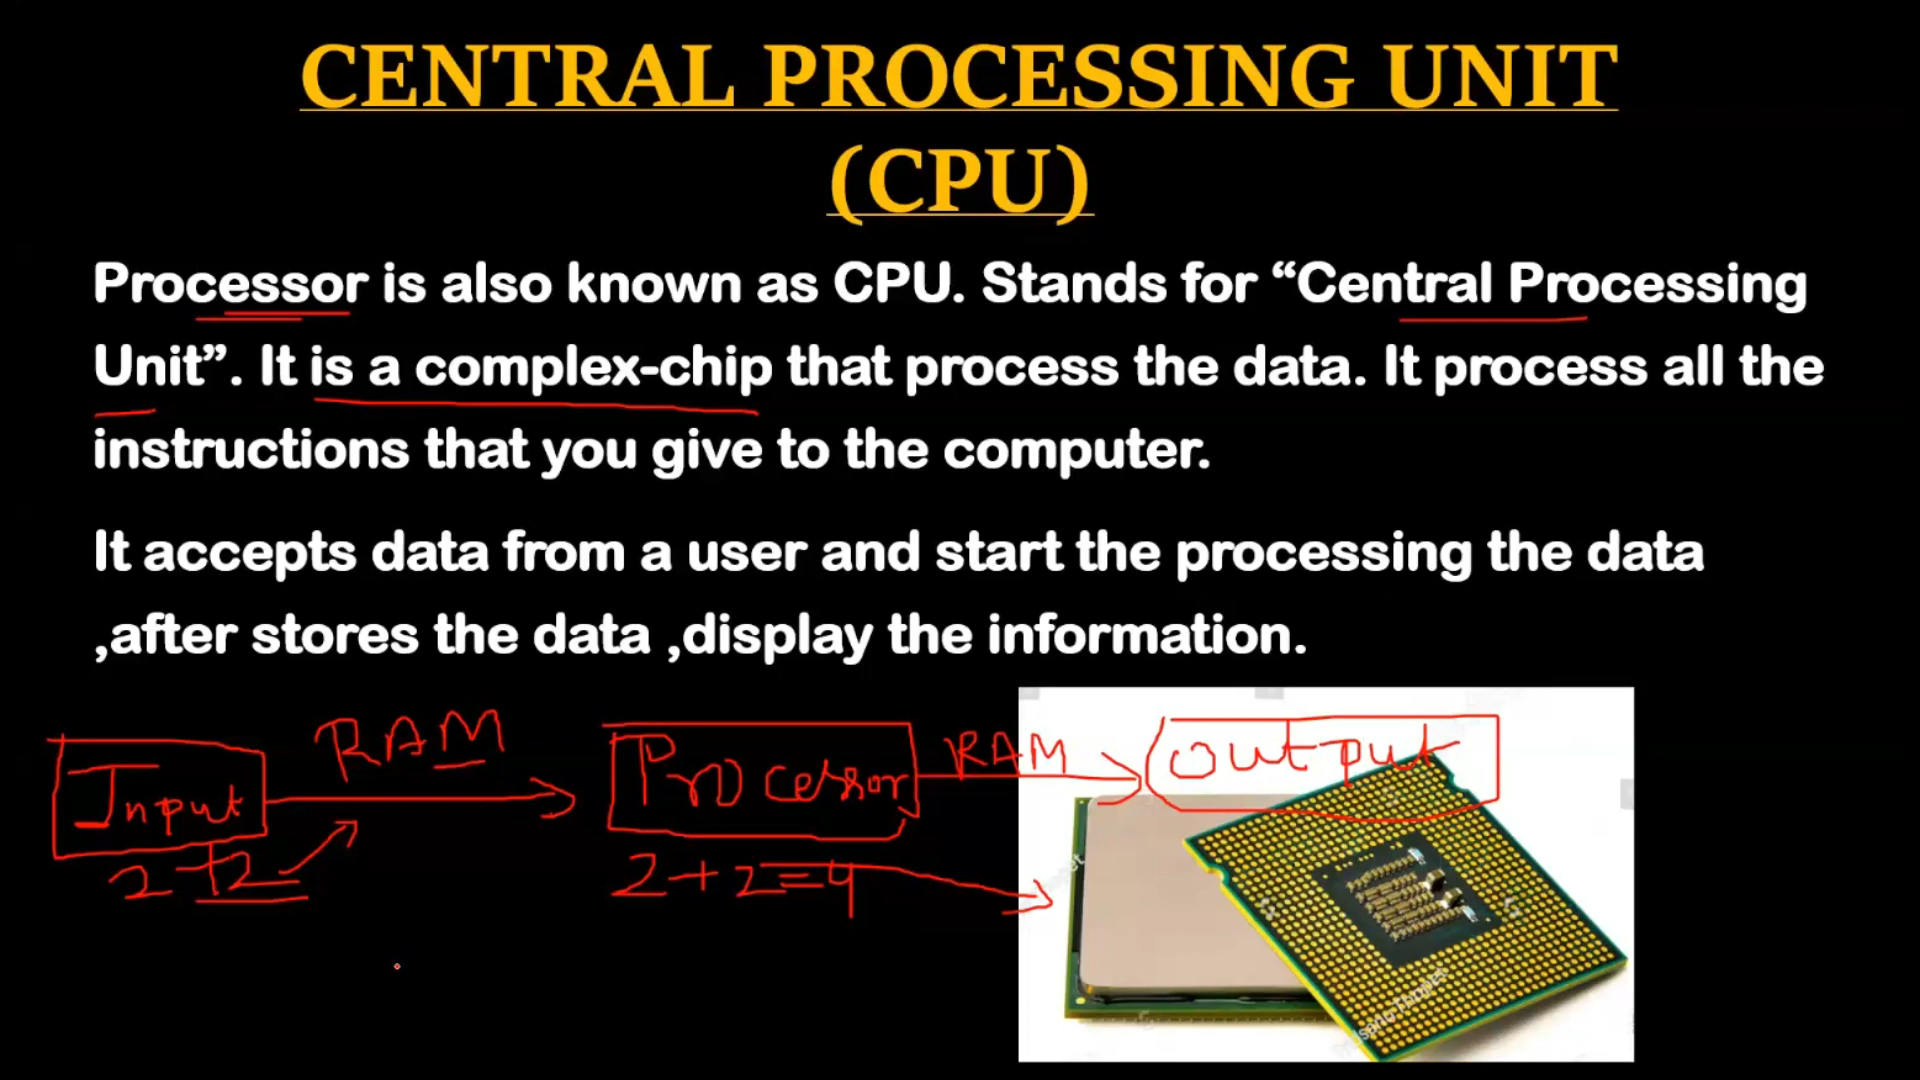 CENTRAL PROCESSING UNIT
(CPU)
Processor is also known as CPU. Stands for “Central Processing
Unit”. It is a complex-chip that process the data. It process all the
instructions that you give to the computer.
It accepts data from a user and start the processing the data
,after stores the data ,display the information.
Input RAM Processor RAM output
2+2 2+2=4